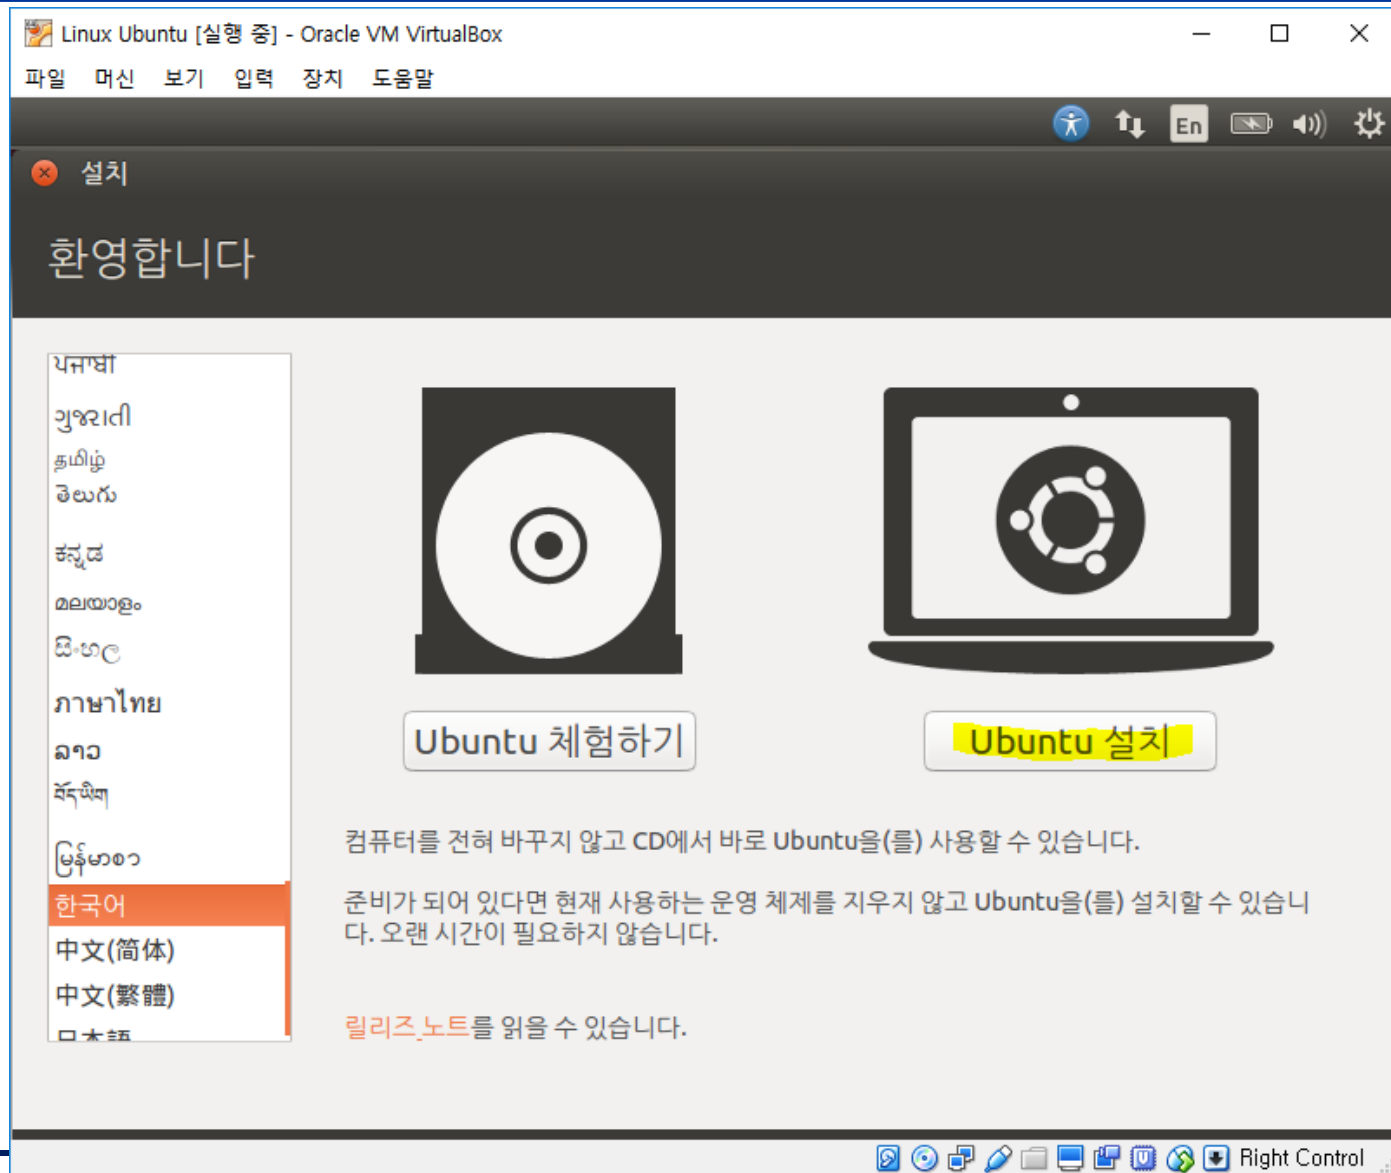 Linux Ubuntu [실행 중] - Oracle VM VirtualBox
파일 머신 보기 입력 장치 도움말
En
설치
환영합니다
ਪੰਜਾਬੀ
ગુજરાતી
தமிழ்
తెలుగు
ಕನ್ನಡ
മലയാളം
සිංහල
ภาษาไทย
ລາວ
བོད་ཡིག
မြန်မာစာ
한국어
中文(简体)
中文(繁體)
日本語
Ubuntu 체험하기
Ubuntu 설치
컴퓨터를 전혀 바꾸지 않고 CD에서 바로 Ubuntu을(를) 사용할 수 있습니다.
준비가 되어 있다면 현재 사용하는 운영 체제를 지우지 않고 Ubuntu을(를) 설치할 수 있습니
다. 오랜 시간이 필요하지 않습니다.
릴리즈 노트를 읽을 수 있습니다.
Right Control